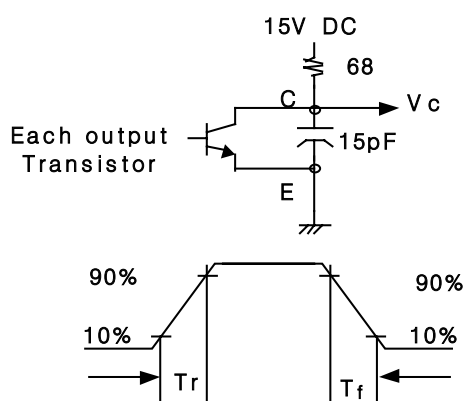 15V DC
68
C
Vc
Each output
Transistor
15pF
E
90%
90%
10%
10%
Tr
Tf